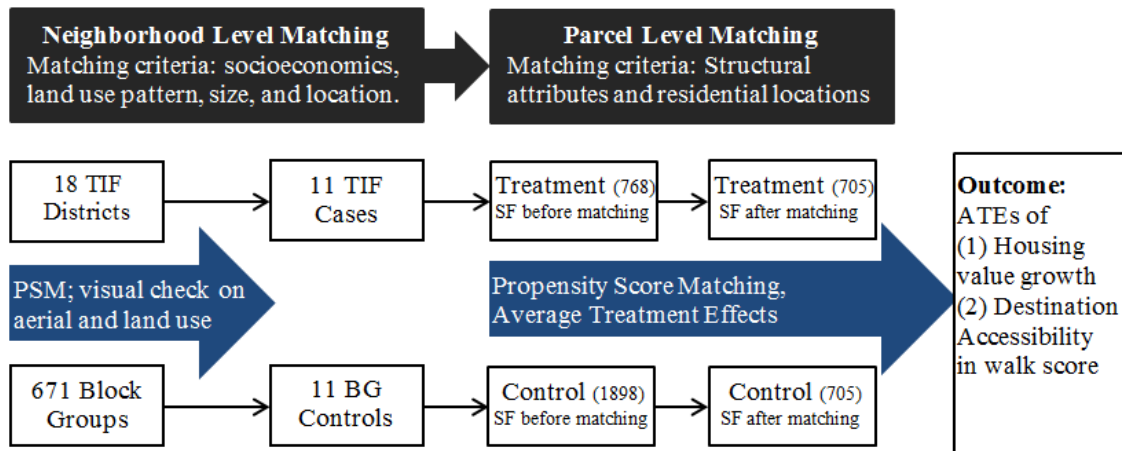 Neighborhood Level Matching
Matching criteria: socioeconomics,
land use pattern, size, and location.
Parcel Level Matching
Matching criteria: Structural
attributes and residential locations
18 TIF
Districts
11 TIF
Cases
Treatment (768)
SF before matching
Treatment (705)
SF after matching
PSM; visual check on
aerial and land use
Propensity Score Matching,
Average Treatment Effects
671 Block
Groups
11 BG
Controls
Control (1898)
SF before matching
Control (705)
SF after matching
Outcome:
ATEs of
(1) Housing
value growth
(2) Destination
Accessibility
in walk score